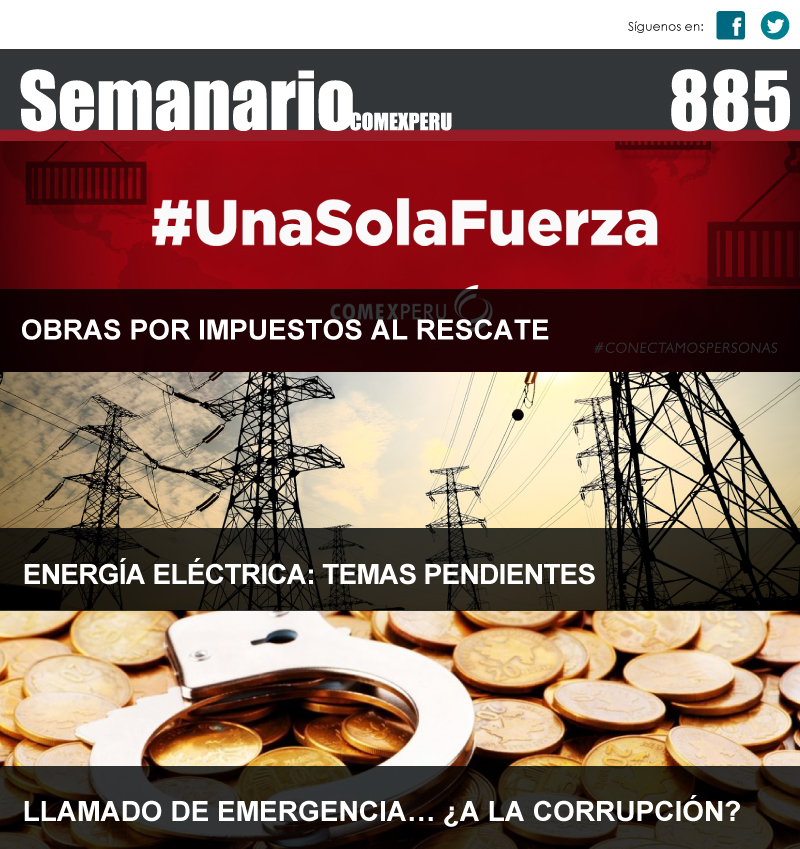 Síguenos en:
Semanario COMEXPERU 885
#UnaSolaFuerza
COMEXPERU
OBRAS POR IMPUESTOS AL RESCATE
#CONECTAMOSPERSONAS
ENERGÍA ELÉCTRICA: TEMAS PENDIENTES
LLAMADO DE EMERGENCIA... ¿A LA CORRUPCIÓN?